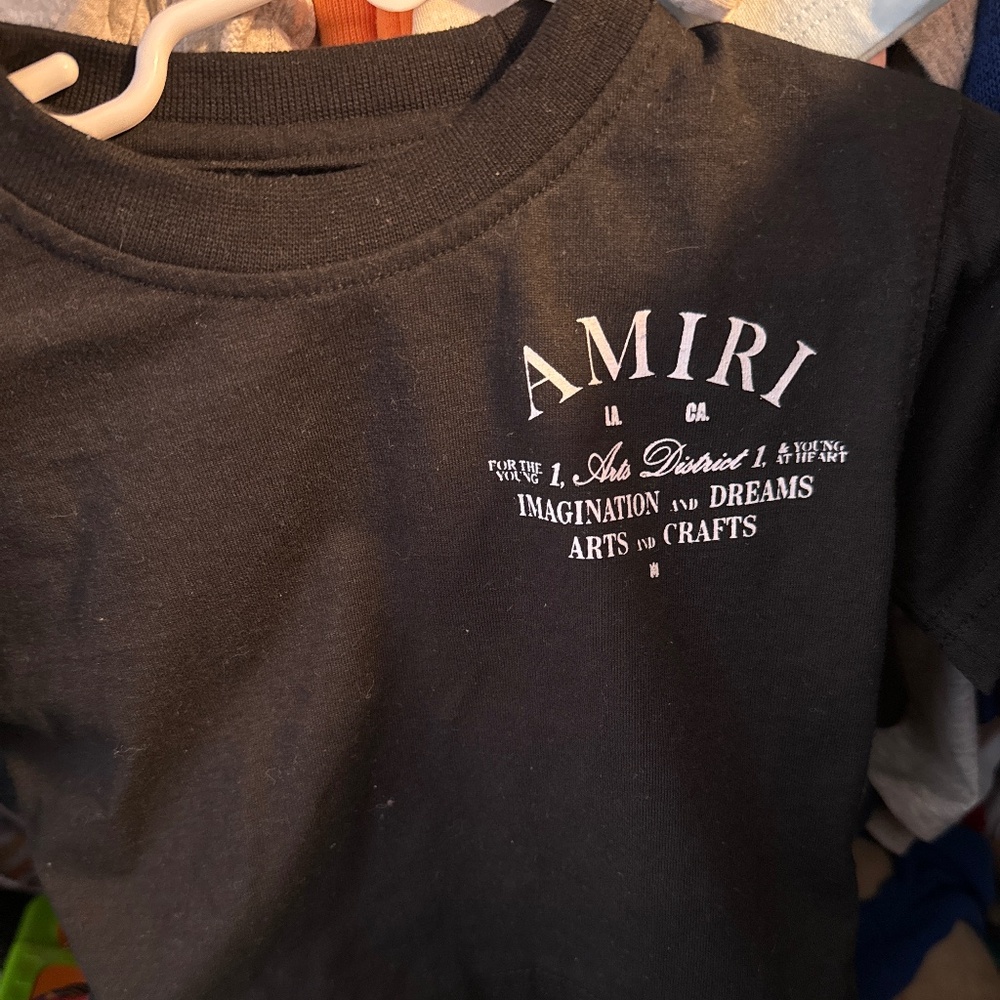 AMIRI
LA. CA.
FOR THE YOUNG 1, Arts District 1, & YOUNG AT HEART
IMAGINATION AND DREAMS
ARTS AND CRAFTS